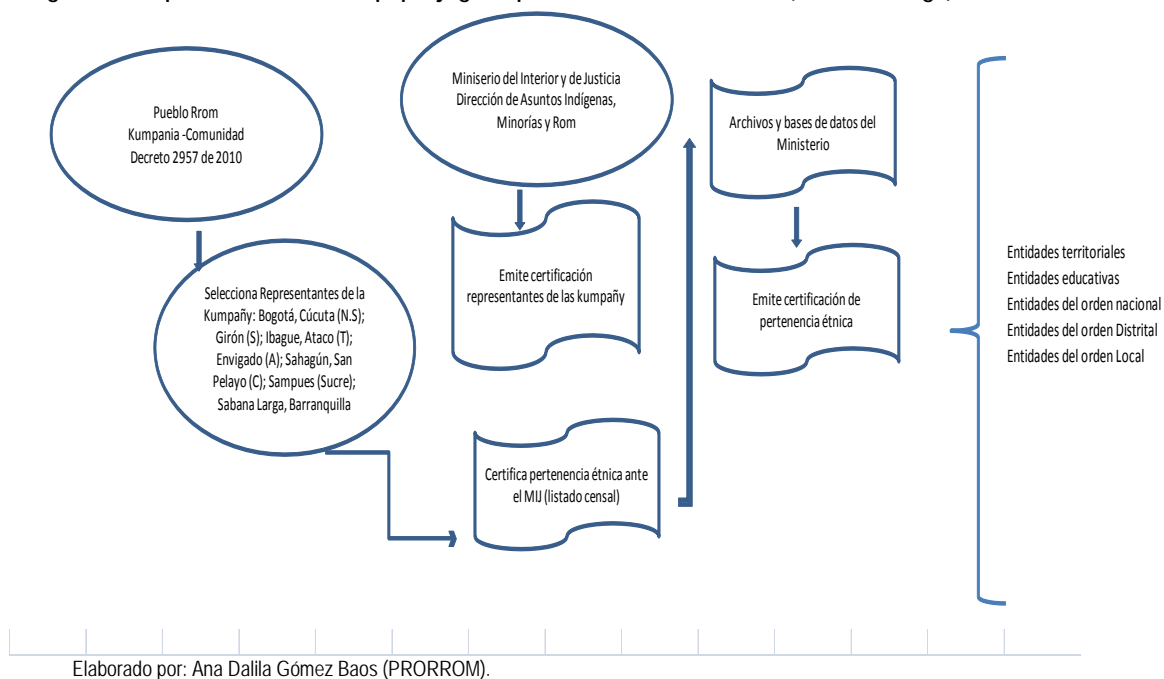 Pueblo Rrom
Kumpania -Comunidad
Decreto 2957 de 2010
Miniserio del Interior y de Justicia
Dirección de Asuntos Indígenas,
Minorías y Rom
Archivos y bases de datos del
Ministerio
Selecciona Representantes de la
Kumpañy: Bogotá, Cúcuta (N.S);
Girón (S); Ibague, Ataco (T);
Envigado (A); Sahagún, San
Pelayo (C); Sampues (Sucre);
Sabana Larga, Barranquilla
Emite certificación
representantes de las kumpañy
Emite certificación de
pertenencia étnica
Certifica pertenencia étnica ante
el MIJ (listado censal)
Entidades territoriales
Entidades educativas
Entidades del orden nacional
Entidades del orden Distrital
Entidades del orden Local
Elaborado por: Ana Dalila Gómez Baos (PRORROM).